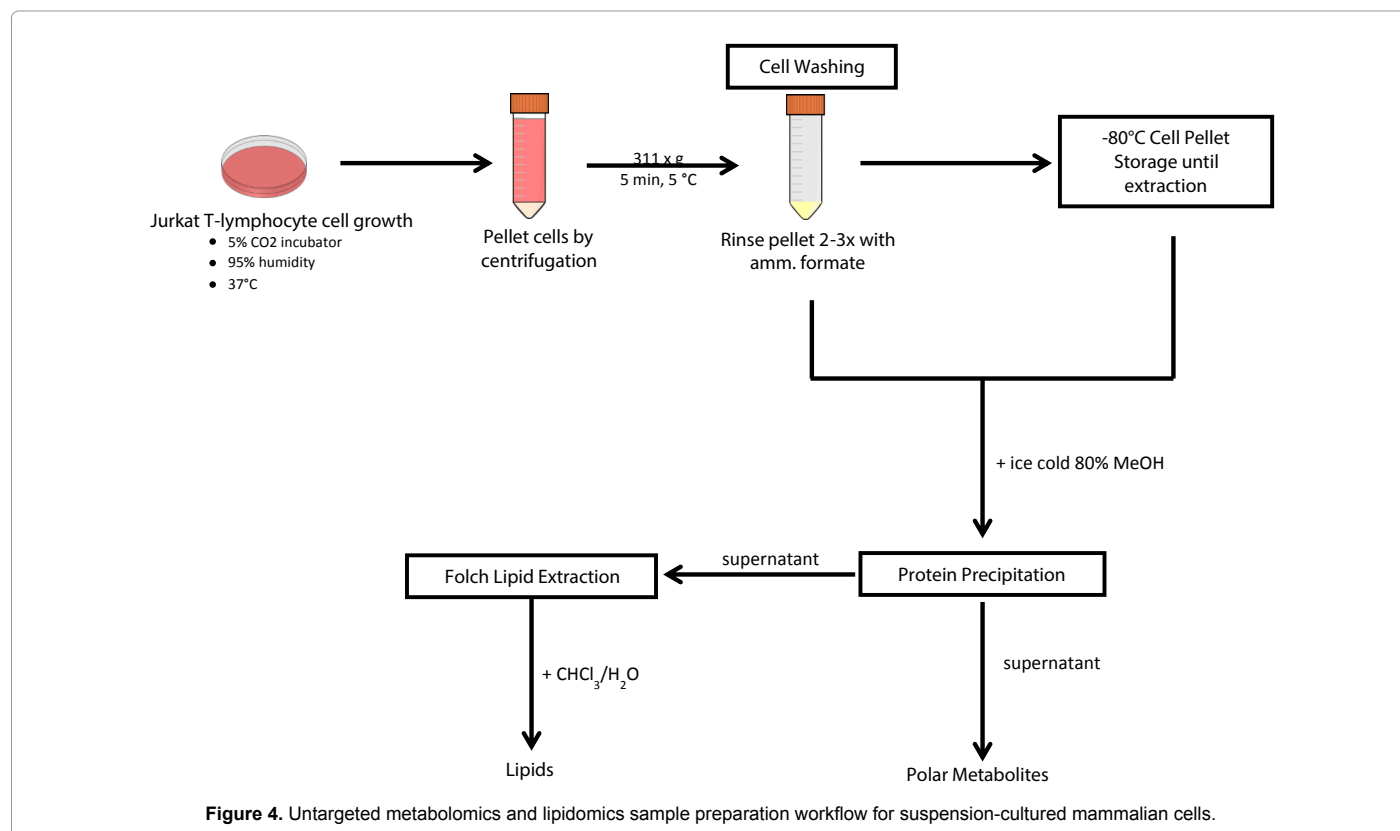 Cell Washing
Jurkat T-lymphocyte cell growth
• 5% CO2 incubator
• 95% humidity
• 37°C
Pellet cells by
centrifugation
311 x g
5 min, 5 °C
Rinse pellet 2-3x with
amm. formate
-80°C Cell Pellet
Storage until
extraction
+ ice cold 80% MeOH
Protein Precipitation
supernatant
Folch Lipid Extraction
+ CHCl3/H2O
Lipids
supernatant
Polar Metabolites
Figure 4. Untargeted metabolomics and lipidomics sample preparation workflow for suspension-cultured mammalian cells.